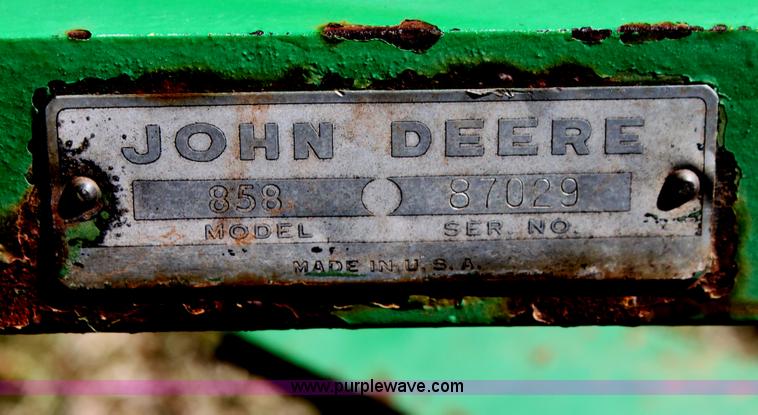 JOHN DEERE
858 87029
MODEL SER. NO.
MADE IN U.S.A.
www.purplewave.com